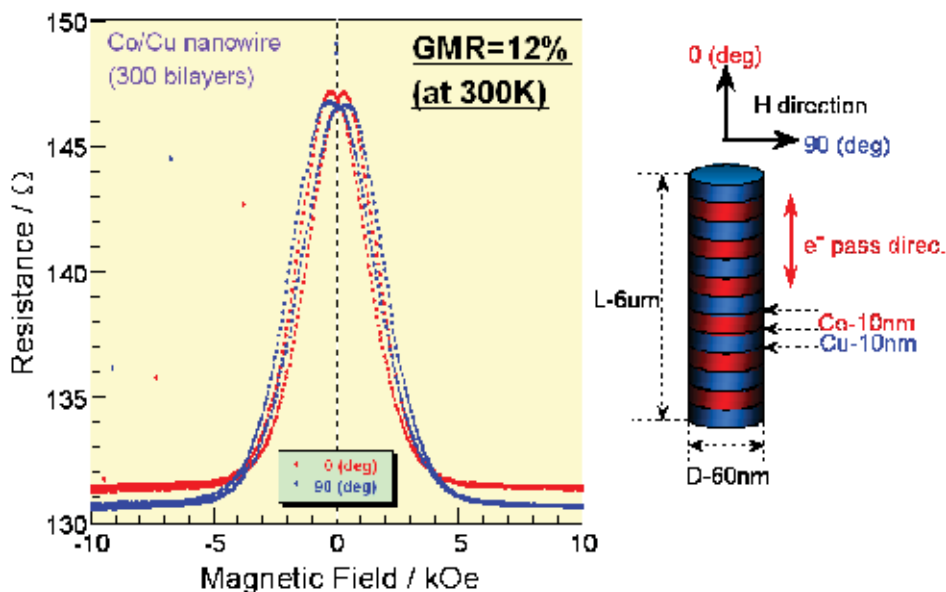 150
145
140
135
130
Resistance / Ω
-10
-5
0
5
10
Magnetic Field / kOe
Co/Cu nanowire
(300 bilayers)
GMR=12%
(at 300K)
0 (deg)
90 (deg)
0 (deg)
H direction
90 (deg)
e⁻ pass direc.
L-6um
Co-10nm
Cu-10nm
D-60nm